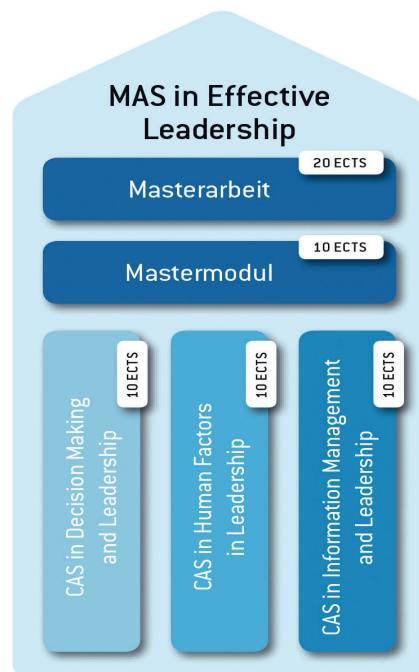 MAS in Effective
Leadership
20 ECTS
Masterarbeit
10 ECTS
Mastermodul
10 ECTS
CAS in Decision Making
and Leadership
10 ECTS
CAS in Human Factors
in Leadership
10 ECTS
CAS in Information Management
and Leadership